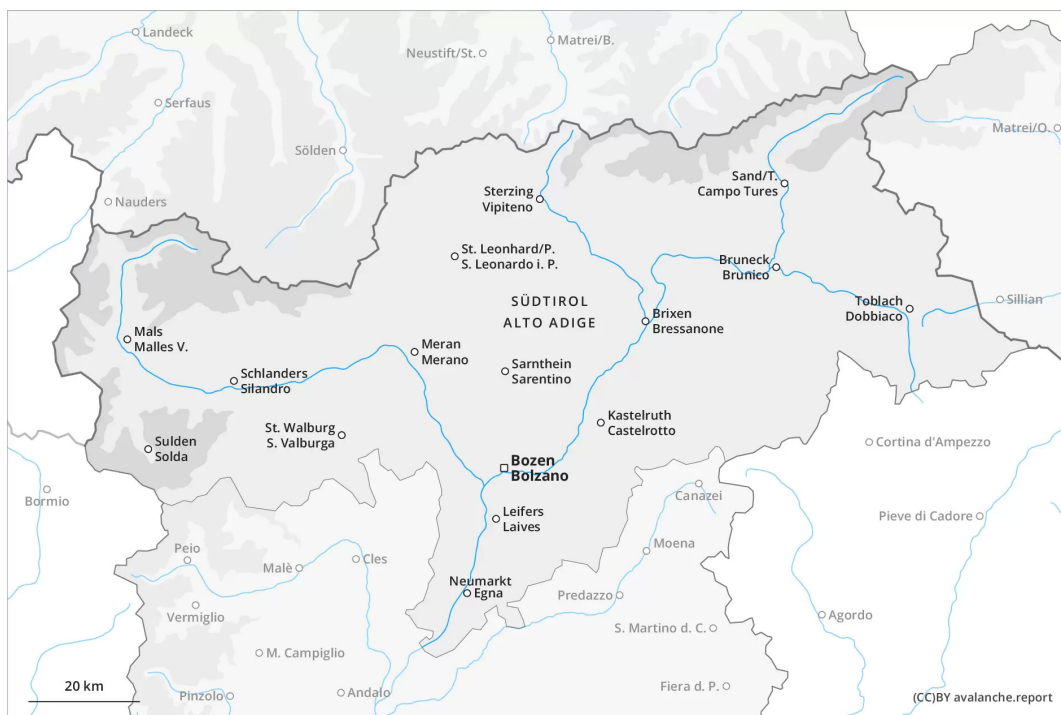 Landeck
Neustift/St.
Matrei/B.
Serfaus
Matrei/O.
Sölden
Sand/T.
Campo Tures
Nauders
Sterzing
Vipiteno
St. Leonhard/P.
S. Leonardo i. P.
Bruneck
Brunico
SÜDTIROL
ALTO ADIGE
Toblach
Dobbiaco
Sillian
Brixen
Bressanone
Mals
Malles V.
Meran
Merano
Sarnthein
Sarentino
Schlanders
Silandro
Kastelruth
Castelrotto
St. Walburg
S. Valburga
Sulden
Solda
Cortina d'Ampezzo
Bozen
Bolzano
Bormio
Canazei
Leifers
Laives
Pieve di Cadore
Peio
Moena
Cles
Malè
Neumarkt
Egna
Predazzo
Vermiglio
Agordo
S. Martino d. C.
M. Campiglio
20 km
Pinzolo
Andalo
Fiera d. P.
(CC)BY avalanche.report